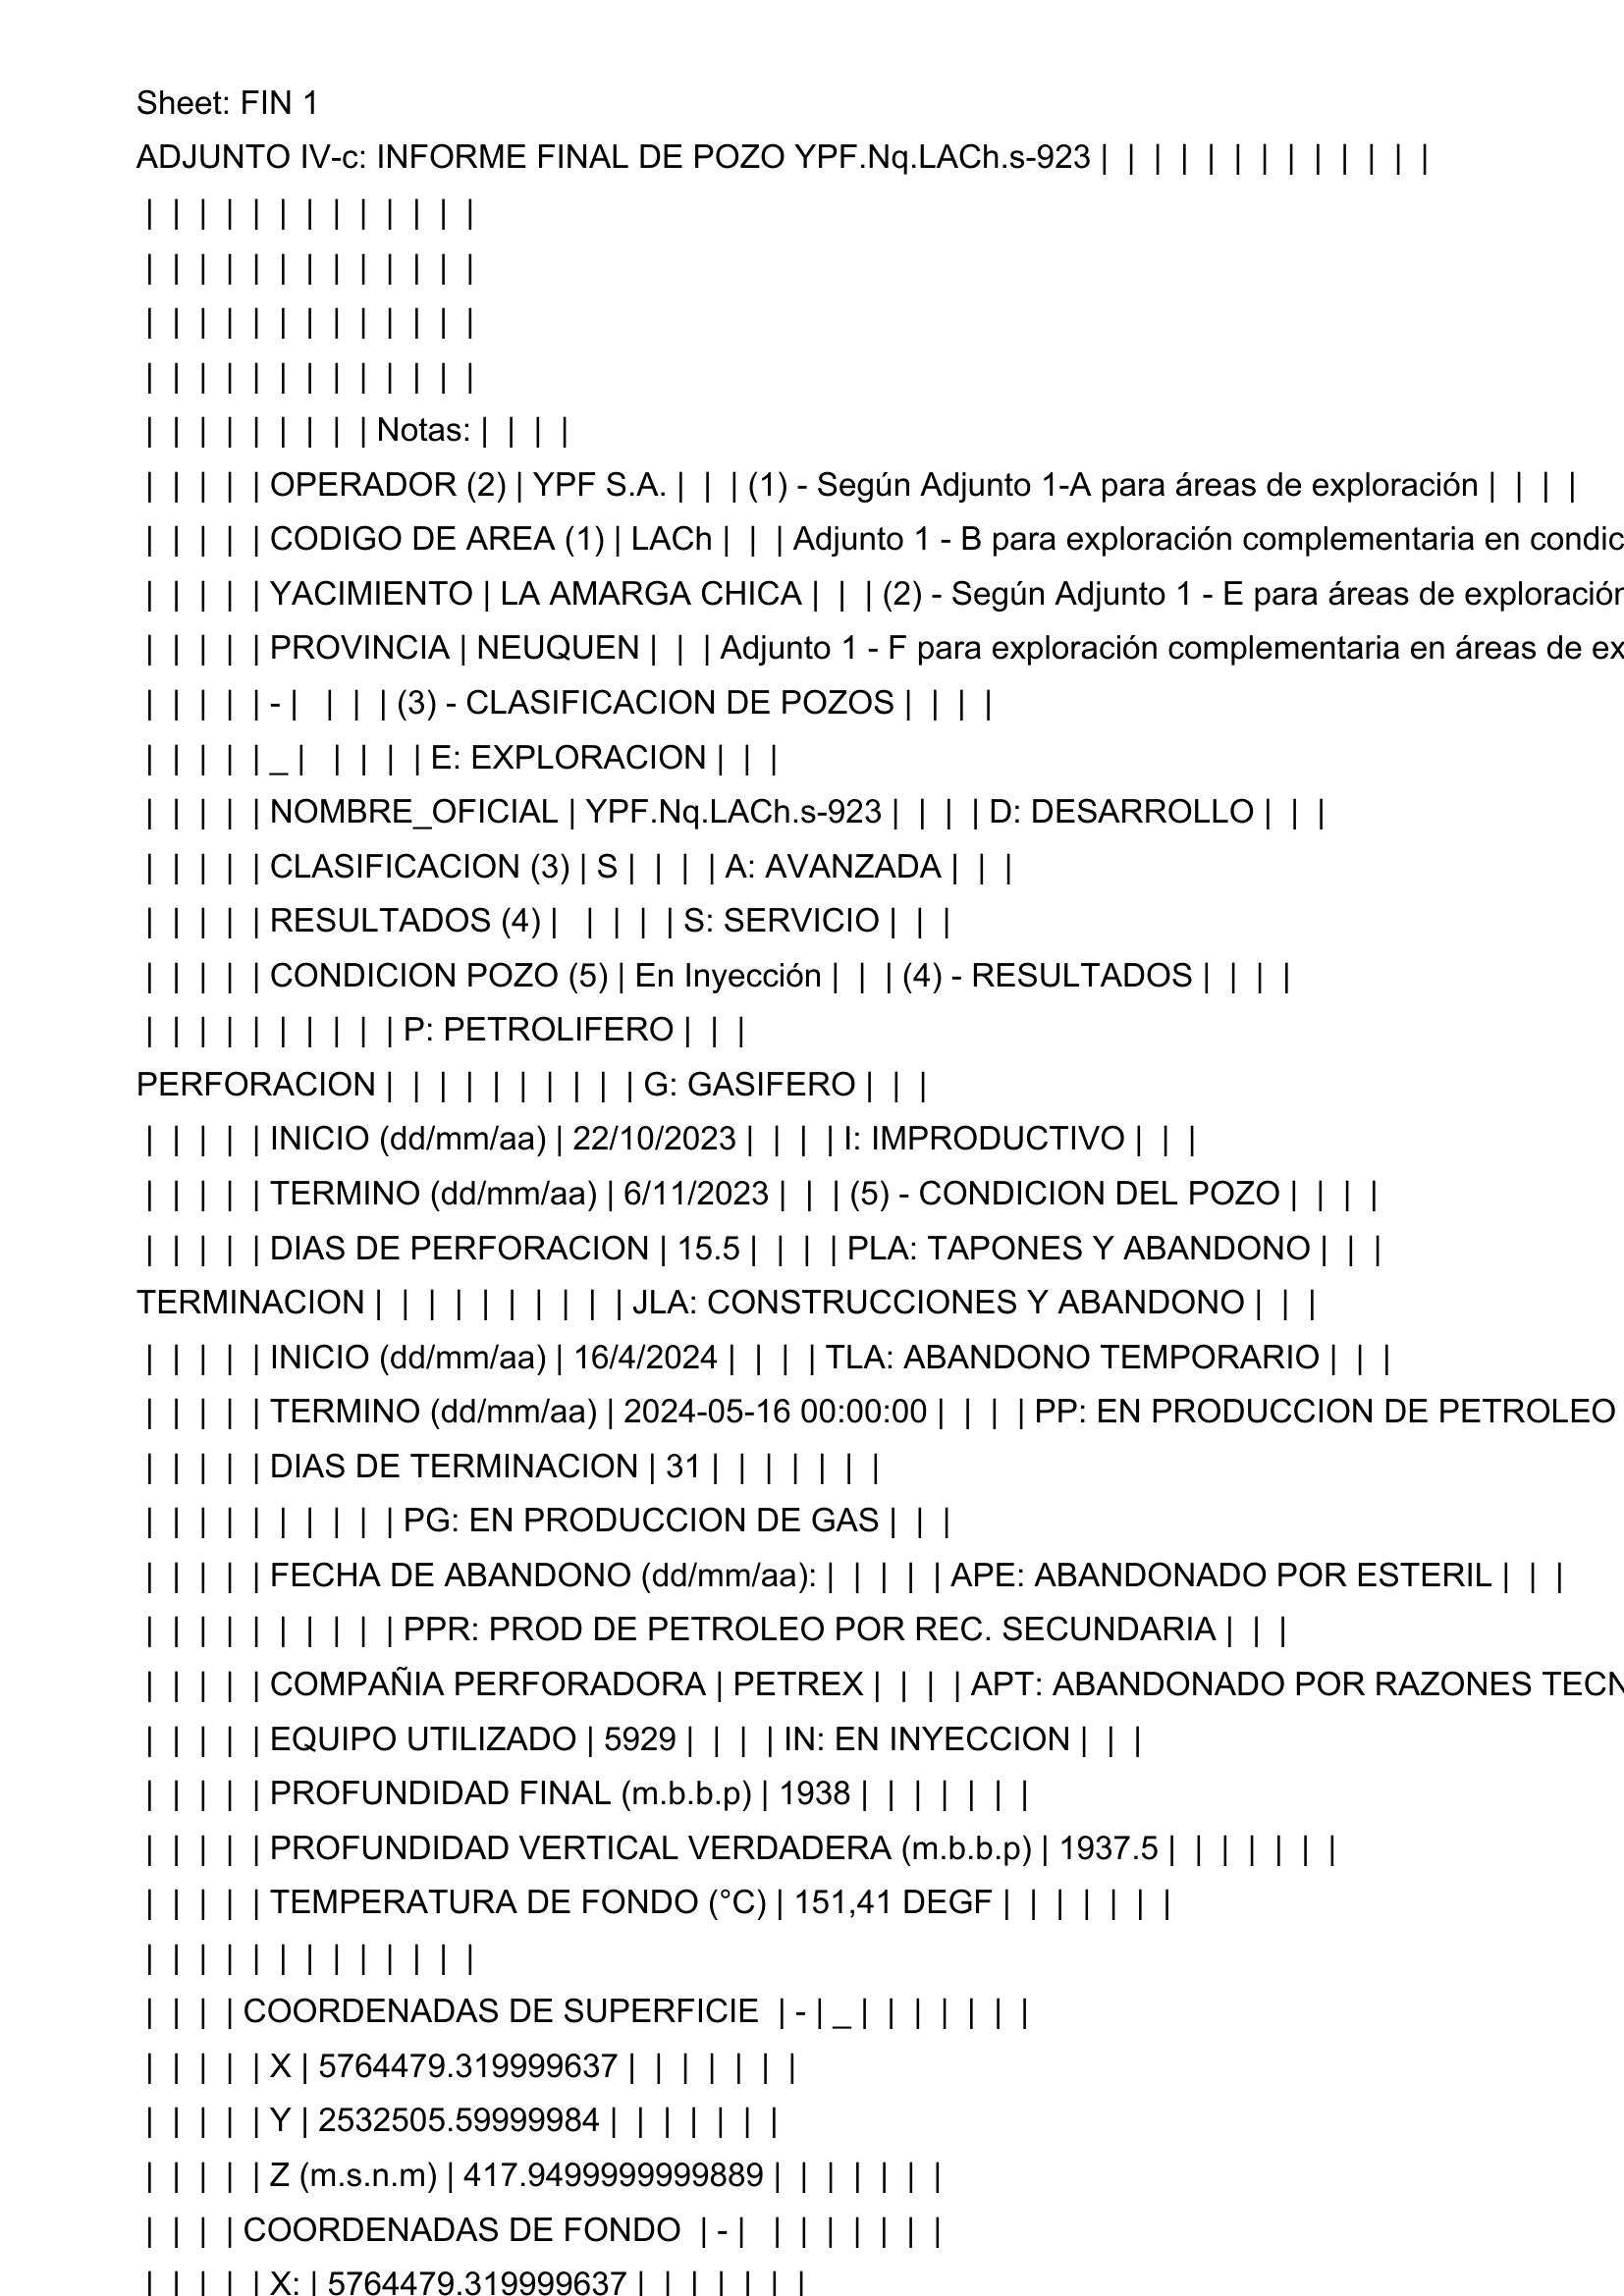 Sheet: FIN 1
ADJUNTO IV-c: INFORME FINAL DE POZO YPF.Nq.LACh.s-923 | | | | | | | | | | | | |
| | | | | | | | | | | | |
| | | | | | | | | | | | |
| | | | | | | | | | | | |
| | | | | | | | | | | | |
| | | | | | | | | Notas: | | | |
| | | | | OPERADOR (2) | YPF S.A. | | | (1) - Según Adjunto 1-A para áreas de exploración | | | |
| | | | | CODIGO DE AREA (1) | LACh | | | Adjunto 1 - B para exploración complementaria en condic
| | | | | YACIMIENTO | LA AMARGA CHICA | | | (2) - Según Adjunto 1 - E para áreas de exploración
| | | | | PROVINCIA | NEUQUEN | | | Adjunto 1 - F para exploración complementaria en áreas de ex
| | | | | - | | | | (3) - CLASIFICACION DE POZOS | | | |
| | | | | _ | | | | | E: EXPLORACION | | |
| | | | | NOMBRE_OFICIAL | YPF.Nq.LACh.s-923 | | | | D: DESARROLLO | | |
| | | | | CLASIFICACION (3) | S | | | | A: AVANZADA | | |
| | | | | RESULTADOS (4) | | | | | S: SERVICIO | | |
| | | | | CONDICION POZO (5) | En Inyección | | | (4) - RESULTADOS | | | |
| | | | | | | | | | P: PETROLIFERO | | |
PERFORACION | | | | | | | | | | G: GASIFERO | | |
| | | | | INICIO (dd/mm/aa) | 22/10/2023 | | | | I: IMPRODUCTIVO | | |
| | | | | TERMINO (dd/mm/aa) | 6/11/2023 | | | (5) - CONDICION DEL POZO | | | |
| | | | | DIAS DE PERFORACION | 15.5 | | | | PLA: TAPONES Y ABANDONO | | |
TERMINACION | | | | | | | | | | JLA: CONSTRUCCIONES Y ABANDONO | | |
| | | | | INICIO (dd/mm/aa) | 16/4/2024 | | | | TLA: ABANDONO TEMPORARIO | | |
| | | | | TERMINO (dd/mm/aa) | 2024-05-16 00:00:00 | | | | PP: EN PRODUCCION DE PETROLEO
| | | | | DIAS DE TERMINACION | 31 | | | | | | |
| | | | | | | | | | PG: EN PRODUCCION DE GAS | | |
| | | | | FECHA DE ABANDONO (dd/mm/aa): | | | | | APE: ABANDONADO POR ESTERIL | | |
| | | | | | | | | | PPR: PROD DE PETROLEO POR REC. SECUNDARIA | | |
| | | | | COMPAÑIA PERFORADORA | PETREX | | | | APT: ABANDONADO POR RAZONES TECN
| | | | | EQUIPO UTILIZADO | 5929 | | | | IN: EN INYECCION | | |
| | | | | PROFUNDIDAD FINAL (m.b.b.p) | 1938 | | | | | | |
| | | | | PROFUNDIDAD VERTICAL VERDADERA (m.b.b.p) | 1937.5 | | | | | | |
| | | | | TEMPERATURA DE FONDO (°C) | 151,41 DEGF | | | | | | |
| | | | | | | | | | | | |
| | | | COORDENADAS DE SUPERFICIE | - | _ | | | | | | |
| | | | | X | 5764479.319999637 | | | | | | |
| | | | | Y | 2532505.59999984 | | | | | | |
| | | | | Z (m.s.n.m) | 417.9499999999889 | | | | | | |
| | | | COORDENADAS DE FONDO | - | | | | | | | |
| | | | | X: | 5764479.319999637 | | | | | | |